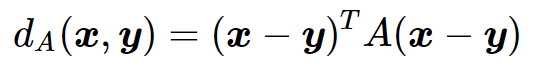 d_A(𝒙, 𝒚) = (𝒙 − 𝒚)^T A(𝒙 − 𝒚)